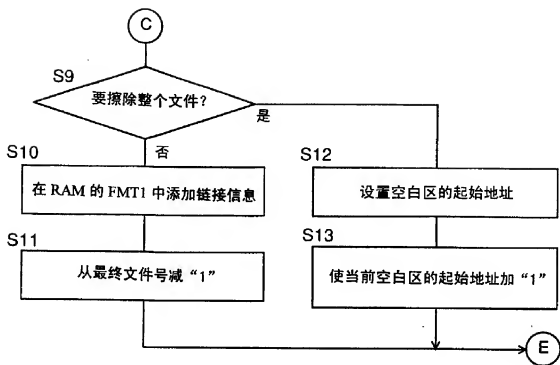 C
S9
要擦除整个文件？
是
否
S10
在 RAM 的 FMT1 中添加链接信息
S12
设置空白区的起始地址
S11
从最终文件号减“1”
S13
使当前空白区的起始地址加“1”
E